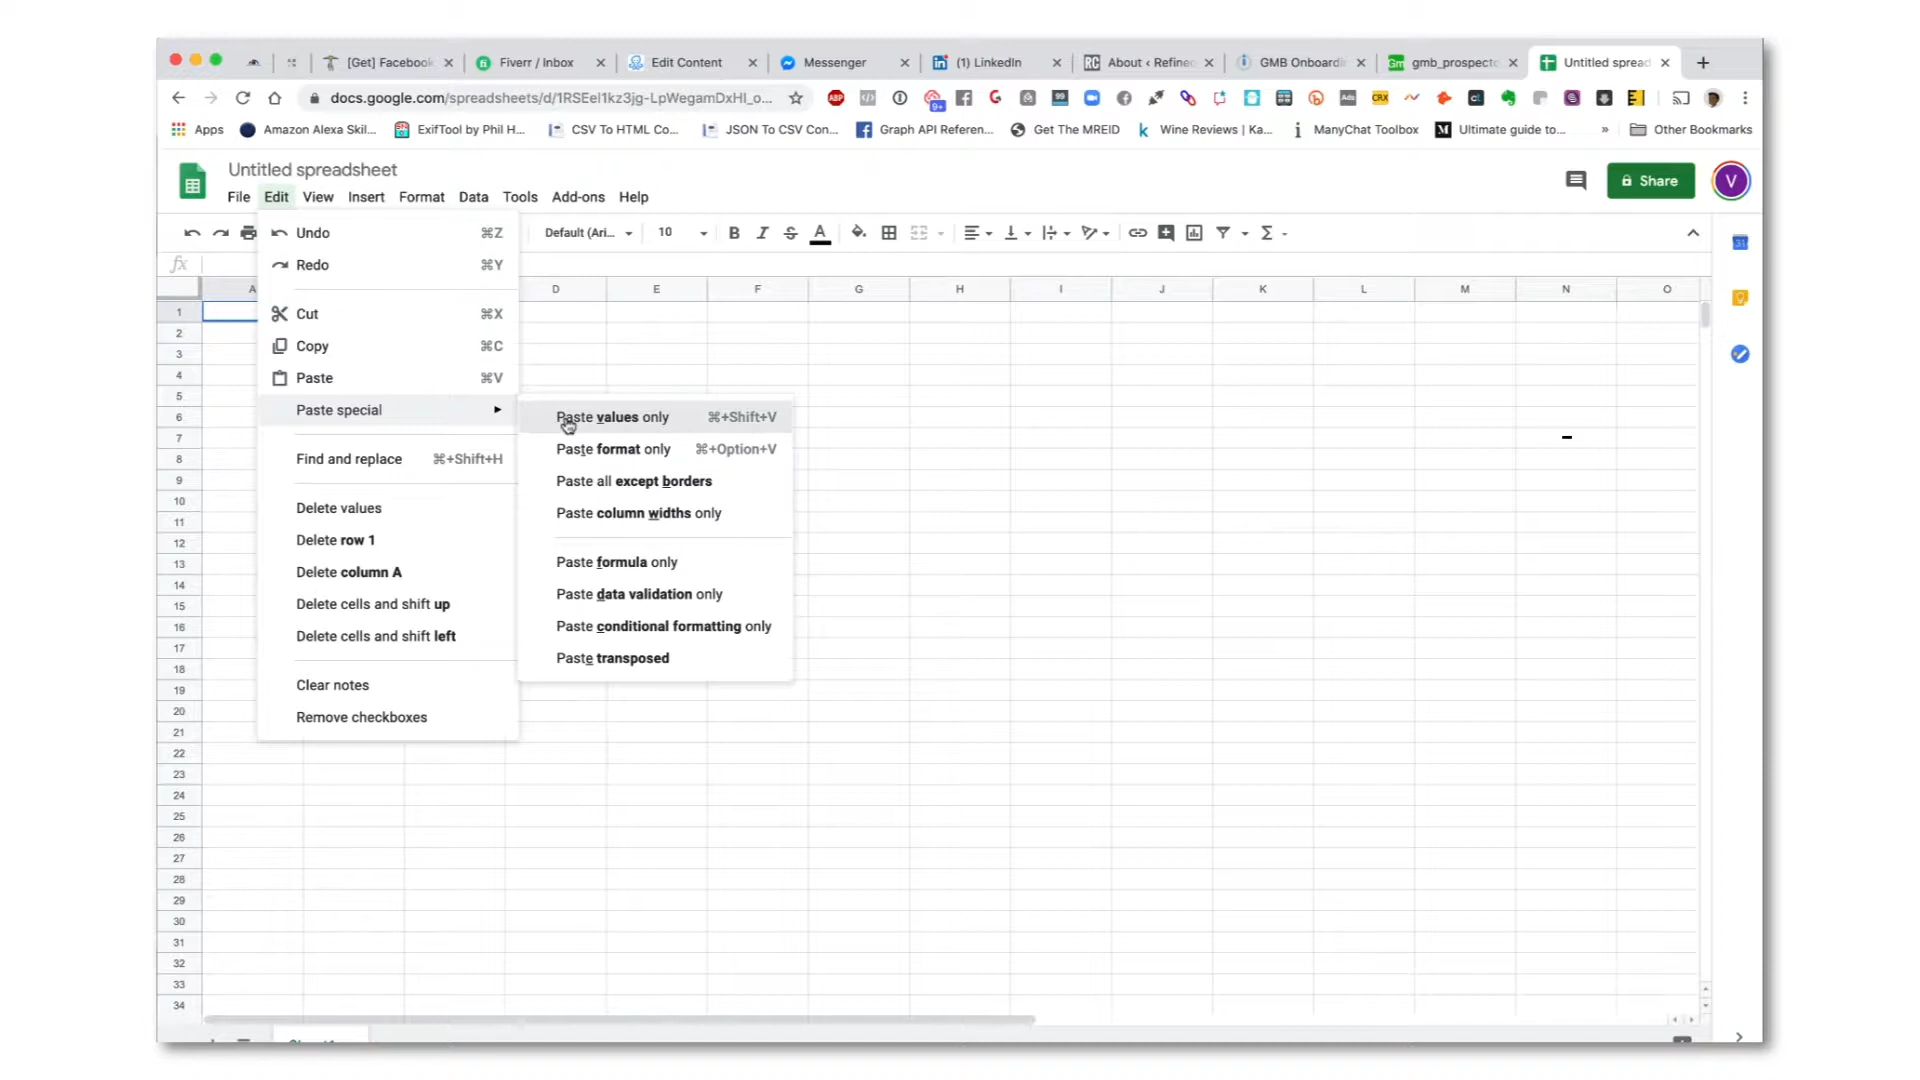 [Get] Facebook Fiverr / Inbox Edit Content Messenger (1) LinkedIn About ‹ Refine GMB Onboardi gmb_prospecto Untitled spread
docs.google.com/spreadsheets/d/1RSEeI1kz3jg-LpWegamDxHI_o...
Apps Amazon Alexa Skil... ExifTool by Phil H... CSV To HTML Co... JSON To CSV Con... Graph API Referen... Get The MREID Wine Reviews | Ka... ManyChat Toolbox Ultimate guide to... » Other Bookmarks
Untitled spreadsheet
File Edit View Insert Format Data Tools Add-ons Help
Share V
Default (Ari... 10 B I S A
fx
A D E F G H I J K L M N O
Undo ⌘Z
Redo ⌘Y
Cut ⌘X
Copy ⌘C
Paste ⌘V
Paste special
Find and replace ⌘+Shift+H
Delete values
Delete row 1
Delete column A
Delete cells and shift up
Delete cells and shift left
Clear notes
Remove checkboxes
Paste values only ⌘+Shift+V
Paste format only ⌘+Option+V
Paste all except borders
Paste column widths only
Paste formula only
Paste data validation only
Paste conditional formatting only
Paste transposed
1
2
3
4
5
6
7
8
9
10
11
12
13
14
15
16
17
18
19
20
21
22
23
24
25
26
27
28
29
30
31
32
33
34